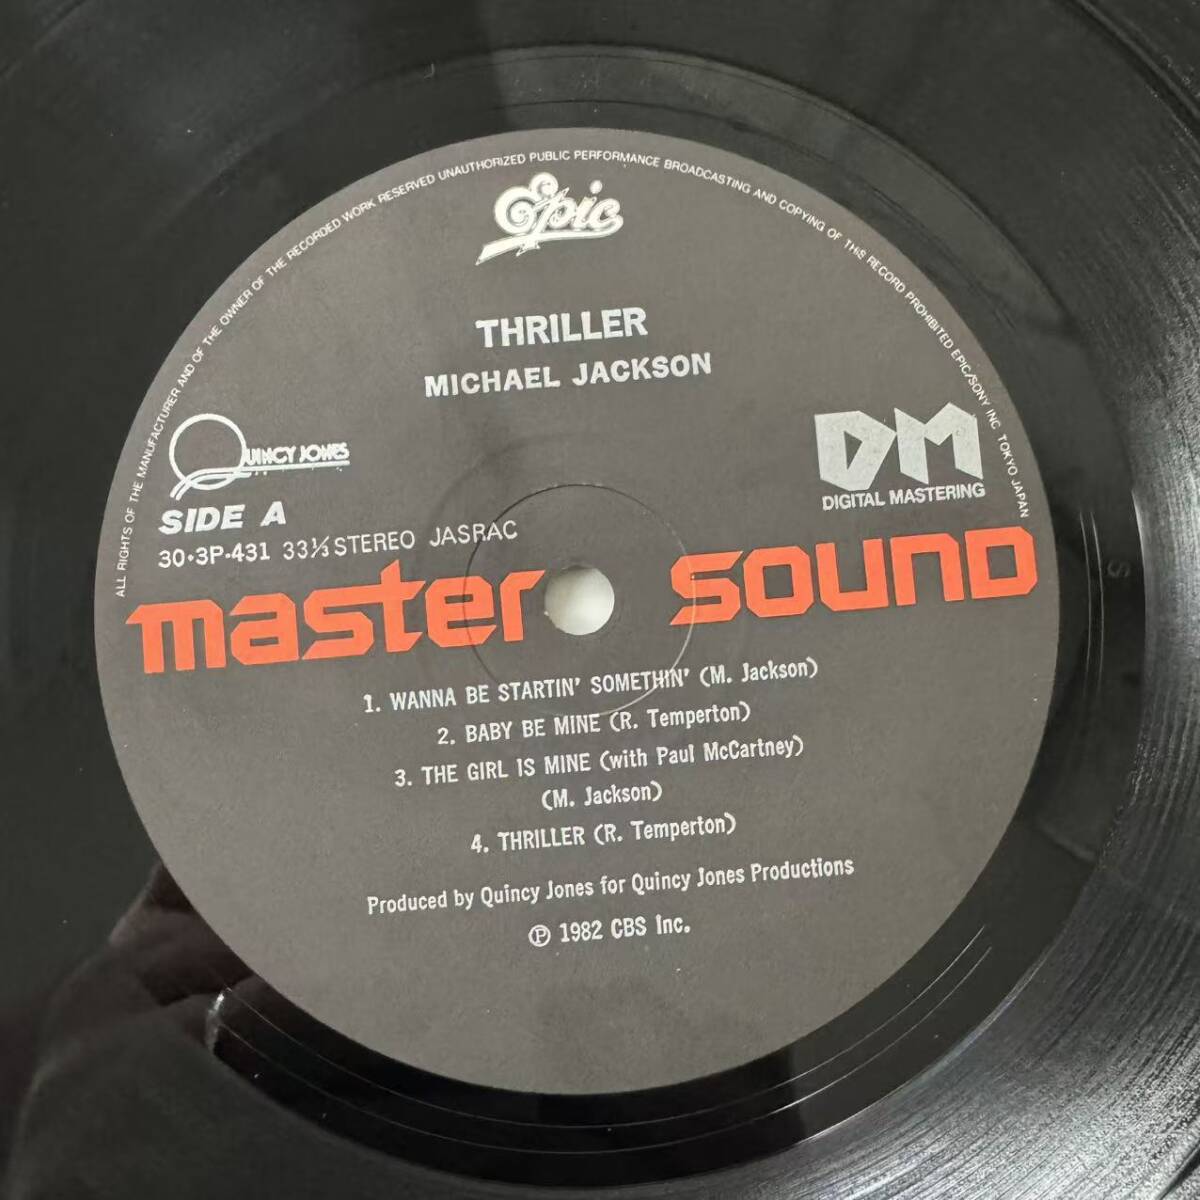 ALL RIGHTS OF THE MANUFACTURER AND OF THE OWNER OF THE RECORDED WORK RESERVED UNAUTHORIZED PUBLIC PERFORMANCE BROADCASTING AND COPYING OF THIS RECORD PROHIBITED EPIC/SONY INC. TOKYO JAPAN
Epic
THRILLER
MICHAEL JACKSON
QUINCY JONES
DM
DIGITAL MASTERING
SIDE A
30・3P-431 33⅓ STEREO JASRAC
master sound
1. WANNA BE STARTIN' SOMETHIN' (M. Jackson)
2. BABY BE MINE (R. Temperton)
3. THE GIRL IS MINE (with Paul McCartney)
(M. Jackson)
4. THRILLER (R. Temperton)
Produced by Quincy Jones for Quincy Jones Productions
℗ 1982 CBS Inc.